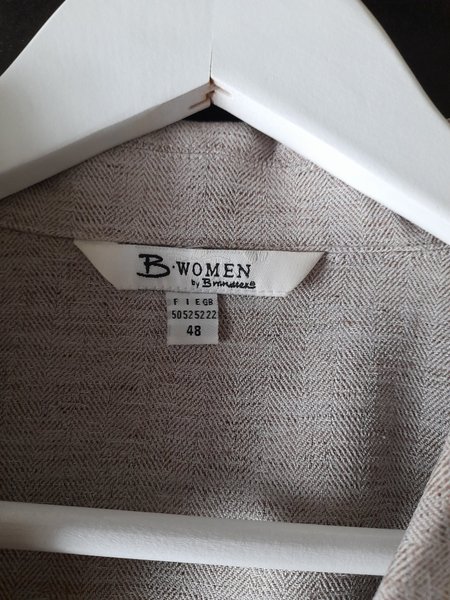 B·WOMEN
by Brandtex®
F I E GB
50 52 52 22
48